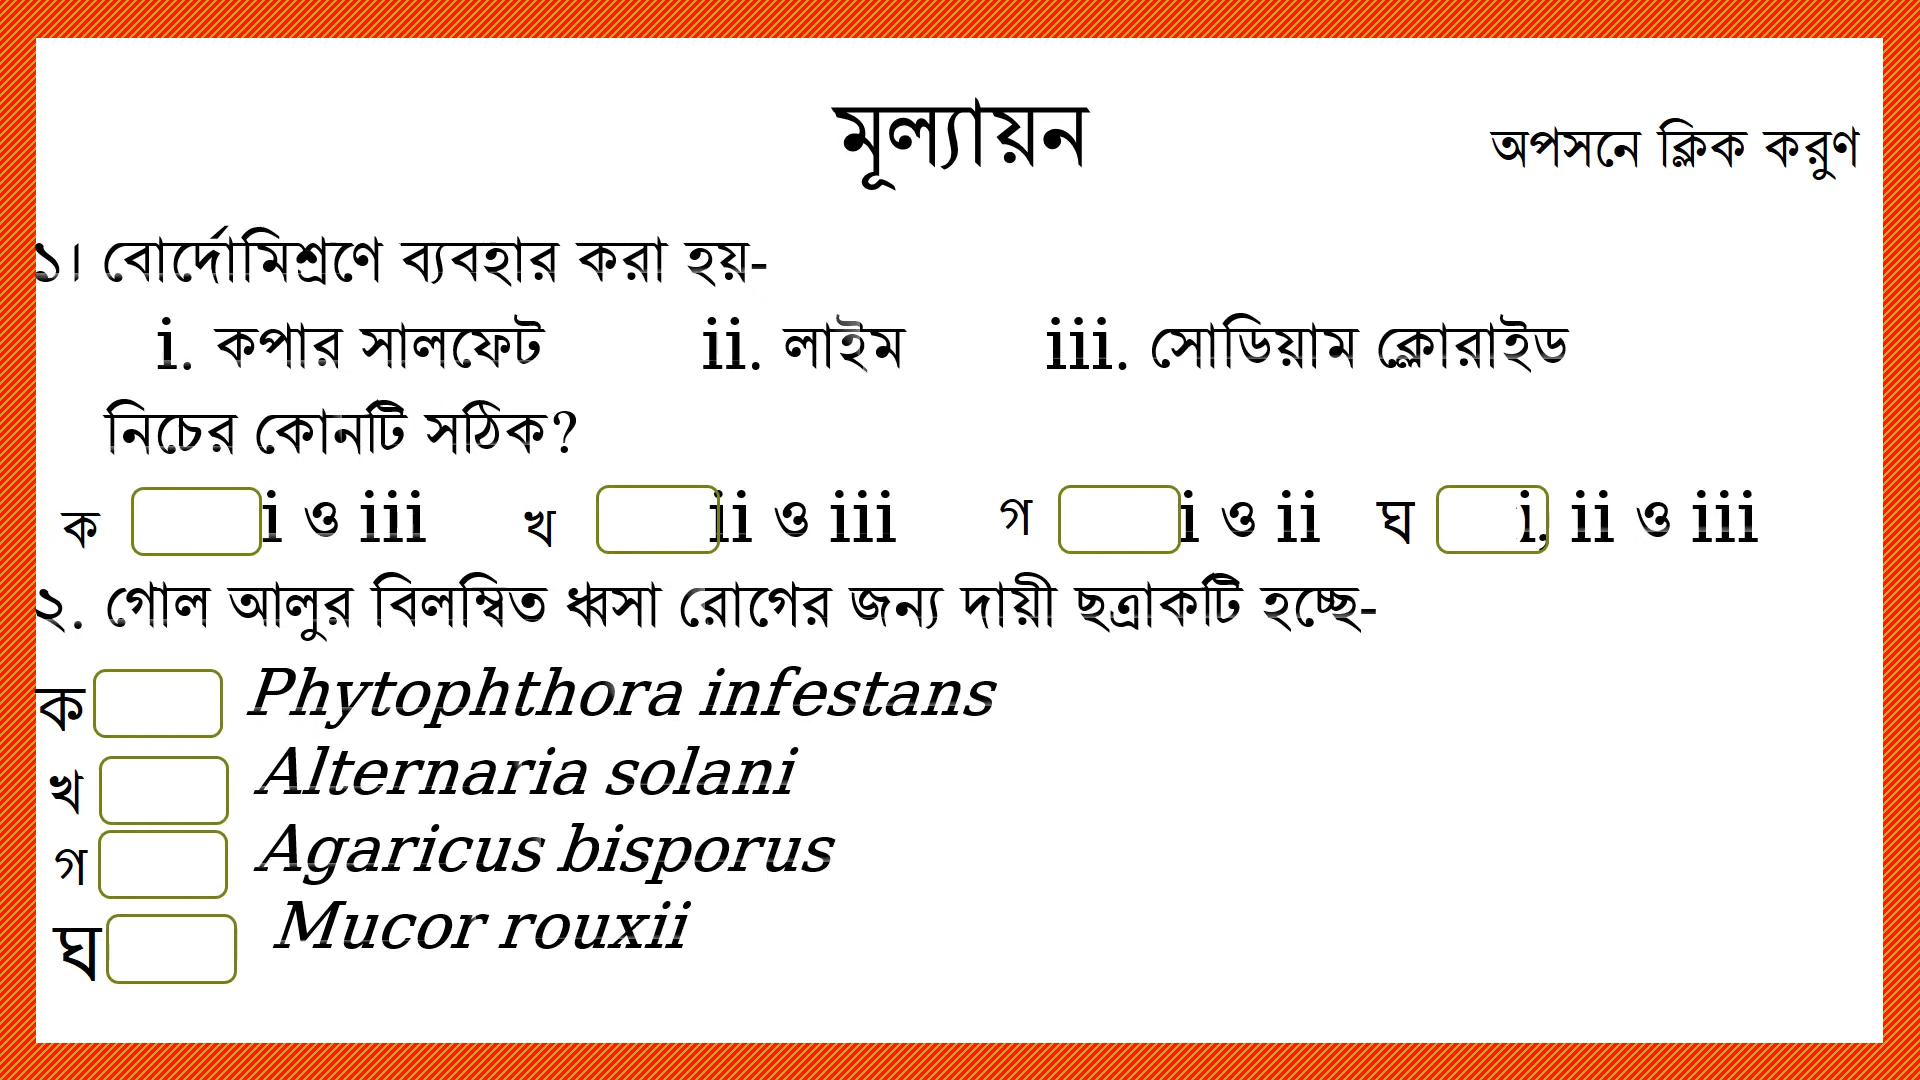 মূল্যায়ন
অপসনে ক্লিক করুণ
১। বোর্দোমিশ্রণে ব্যবহার করা হয়-
i. কপার সালফেট ii. লাইম iii. সোডিয়াম ক্লোরাইড
নিচের কোনটি সঠিক?
ক i ও iii খ ii ও iii গ i ও ii ঘ i, ii ও iii
২. গোল আলুর বিলম্বিত ধ্বসা রোগের জন্য দায়ী ছত্রাকটি হচ্ছে-
ক Phytophthora infestans
খ Alternaria solani
গ Agaricus bisporus
ঘ Mucor rouxii